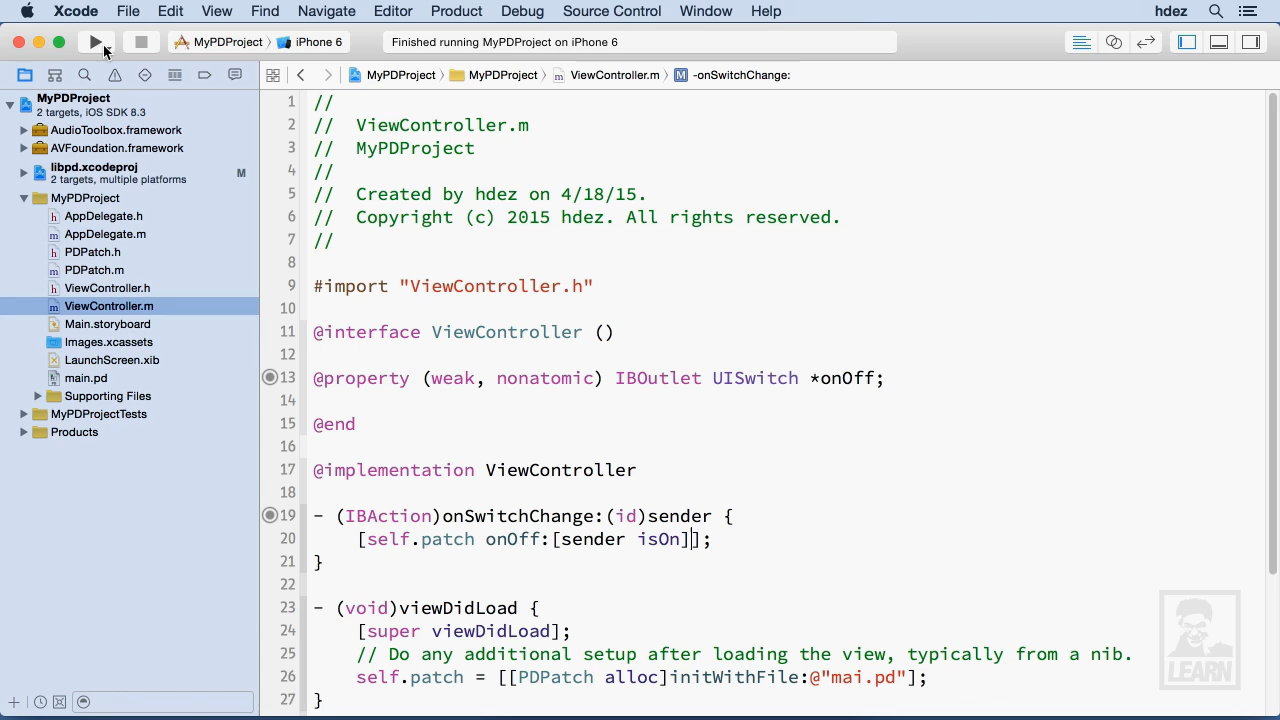 Xcode File Edit View Find Navigate Editor Product Debug Source Control Window Help hdez
MyPDProject iPhone 6 Finished running MyPDProject on iPhone 6
MyPDProject MyPDProject ViewController.m M -onSwitchChange:
MyPDProject
2 targets, iOS SDK 8.3
AudioToolbox.framework
AVFoundation.framework
libpd.xcodeproj M
2 targets, multiple platforms
MyPDProject
h AppDelegate.h
m AppDelegate.m
h PDPatch.h
m PDPatch.m
h ViewController.h
m ViewController.m
Main.storyboard
Images.xcassets
LaunchScreen.xib
main.pd
Supporting Files
MyPDProjectTests
Products
1 //
2 // ViewController.m
3 // MyPDProject
4 //
5 // Created by hdez on 4/18/15.
6 // Copyright (c) 2015 hdez. All rights reserved.
7 //
8
9 #import "ViewController.h"
10
11 @interface ViewController ()
12
13 @property (weak, nonatomic) IBOutlet UISwitch *onOff;
14
15 @end
16
17 @implementation ViewController
18
19 - (IBAction)onSwitchChange:(id)sender {
20 [self.patch onOff:[sender isOn]];
21 }
22
23 - (void)viewDidLoad {
24 [super viewDidLoad];
25 // Do any additional setup after loading the view, typically from a nib.
26 self.patch = [[PDPatch alloc]initWithFile:@"mai.pd"];
27 }
LEARN